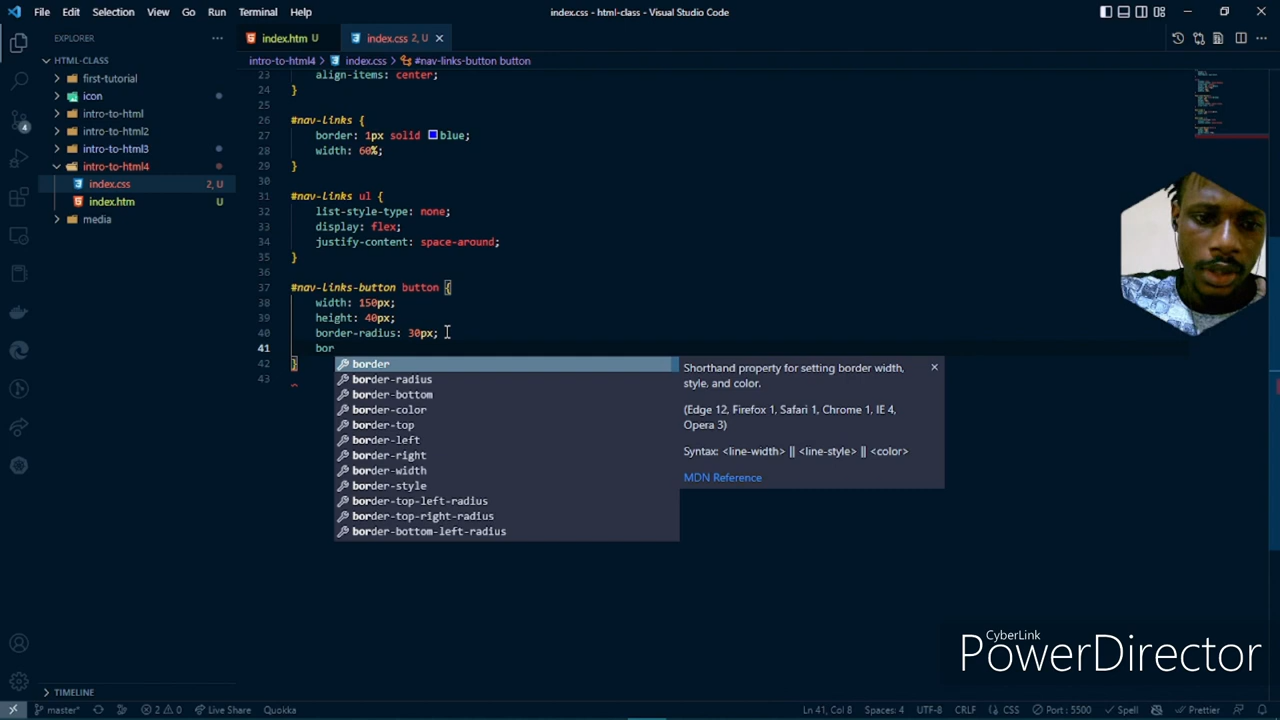 File Edit Selection View Go Run Terminal Help
index.css - html-class - Visual Studio Code
EXPLORER
index.htm U
index.css 2, U
HTML-CLASS
intro-to-html4 > index.css > #nav-links-button button
first-tutorial
icon
intro-to-html
intro-to-html2
intro-to-html3
intro-to-html4
index.css 2, U
index.htm U
media
4
23 align-items: center;
24 }
25
26 #nav-links {
27 border: 1px solid blue;
28 width: 60%;
29 }
30
31 #nav-links ul {
32 list-style-type: none;
33 display: flex;
34 justify-content: space-around;
35 }
36
37 #nav-links-button button {
38 width: 150px;
39 height: 40px;
40 border-radius: 30px;
41 bor
42 }
43
border
border-radius
border-bottom
border-color
border-top
border-left
border-right
border-width
border-style
border-top-left-radius
border-top-right-radius
border-bottom-left-radius
Shorthand property for setting border width,
style, and color.
(Edge 12, Firefox 1, Safari 1, Chrome 1, IE 4,
Opera 3)
Syntax: <line-width> || <line-style> || <color>
MDN Reference
CyberLink
PowerDirector
TIMELINE
master* 2 0 Live Share Quokka
Ln 41, Col 8 Spaces: 4 UTF-8 CRLF CSS Port : 5500 Spell Prettier